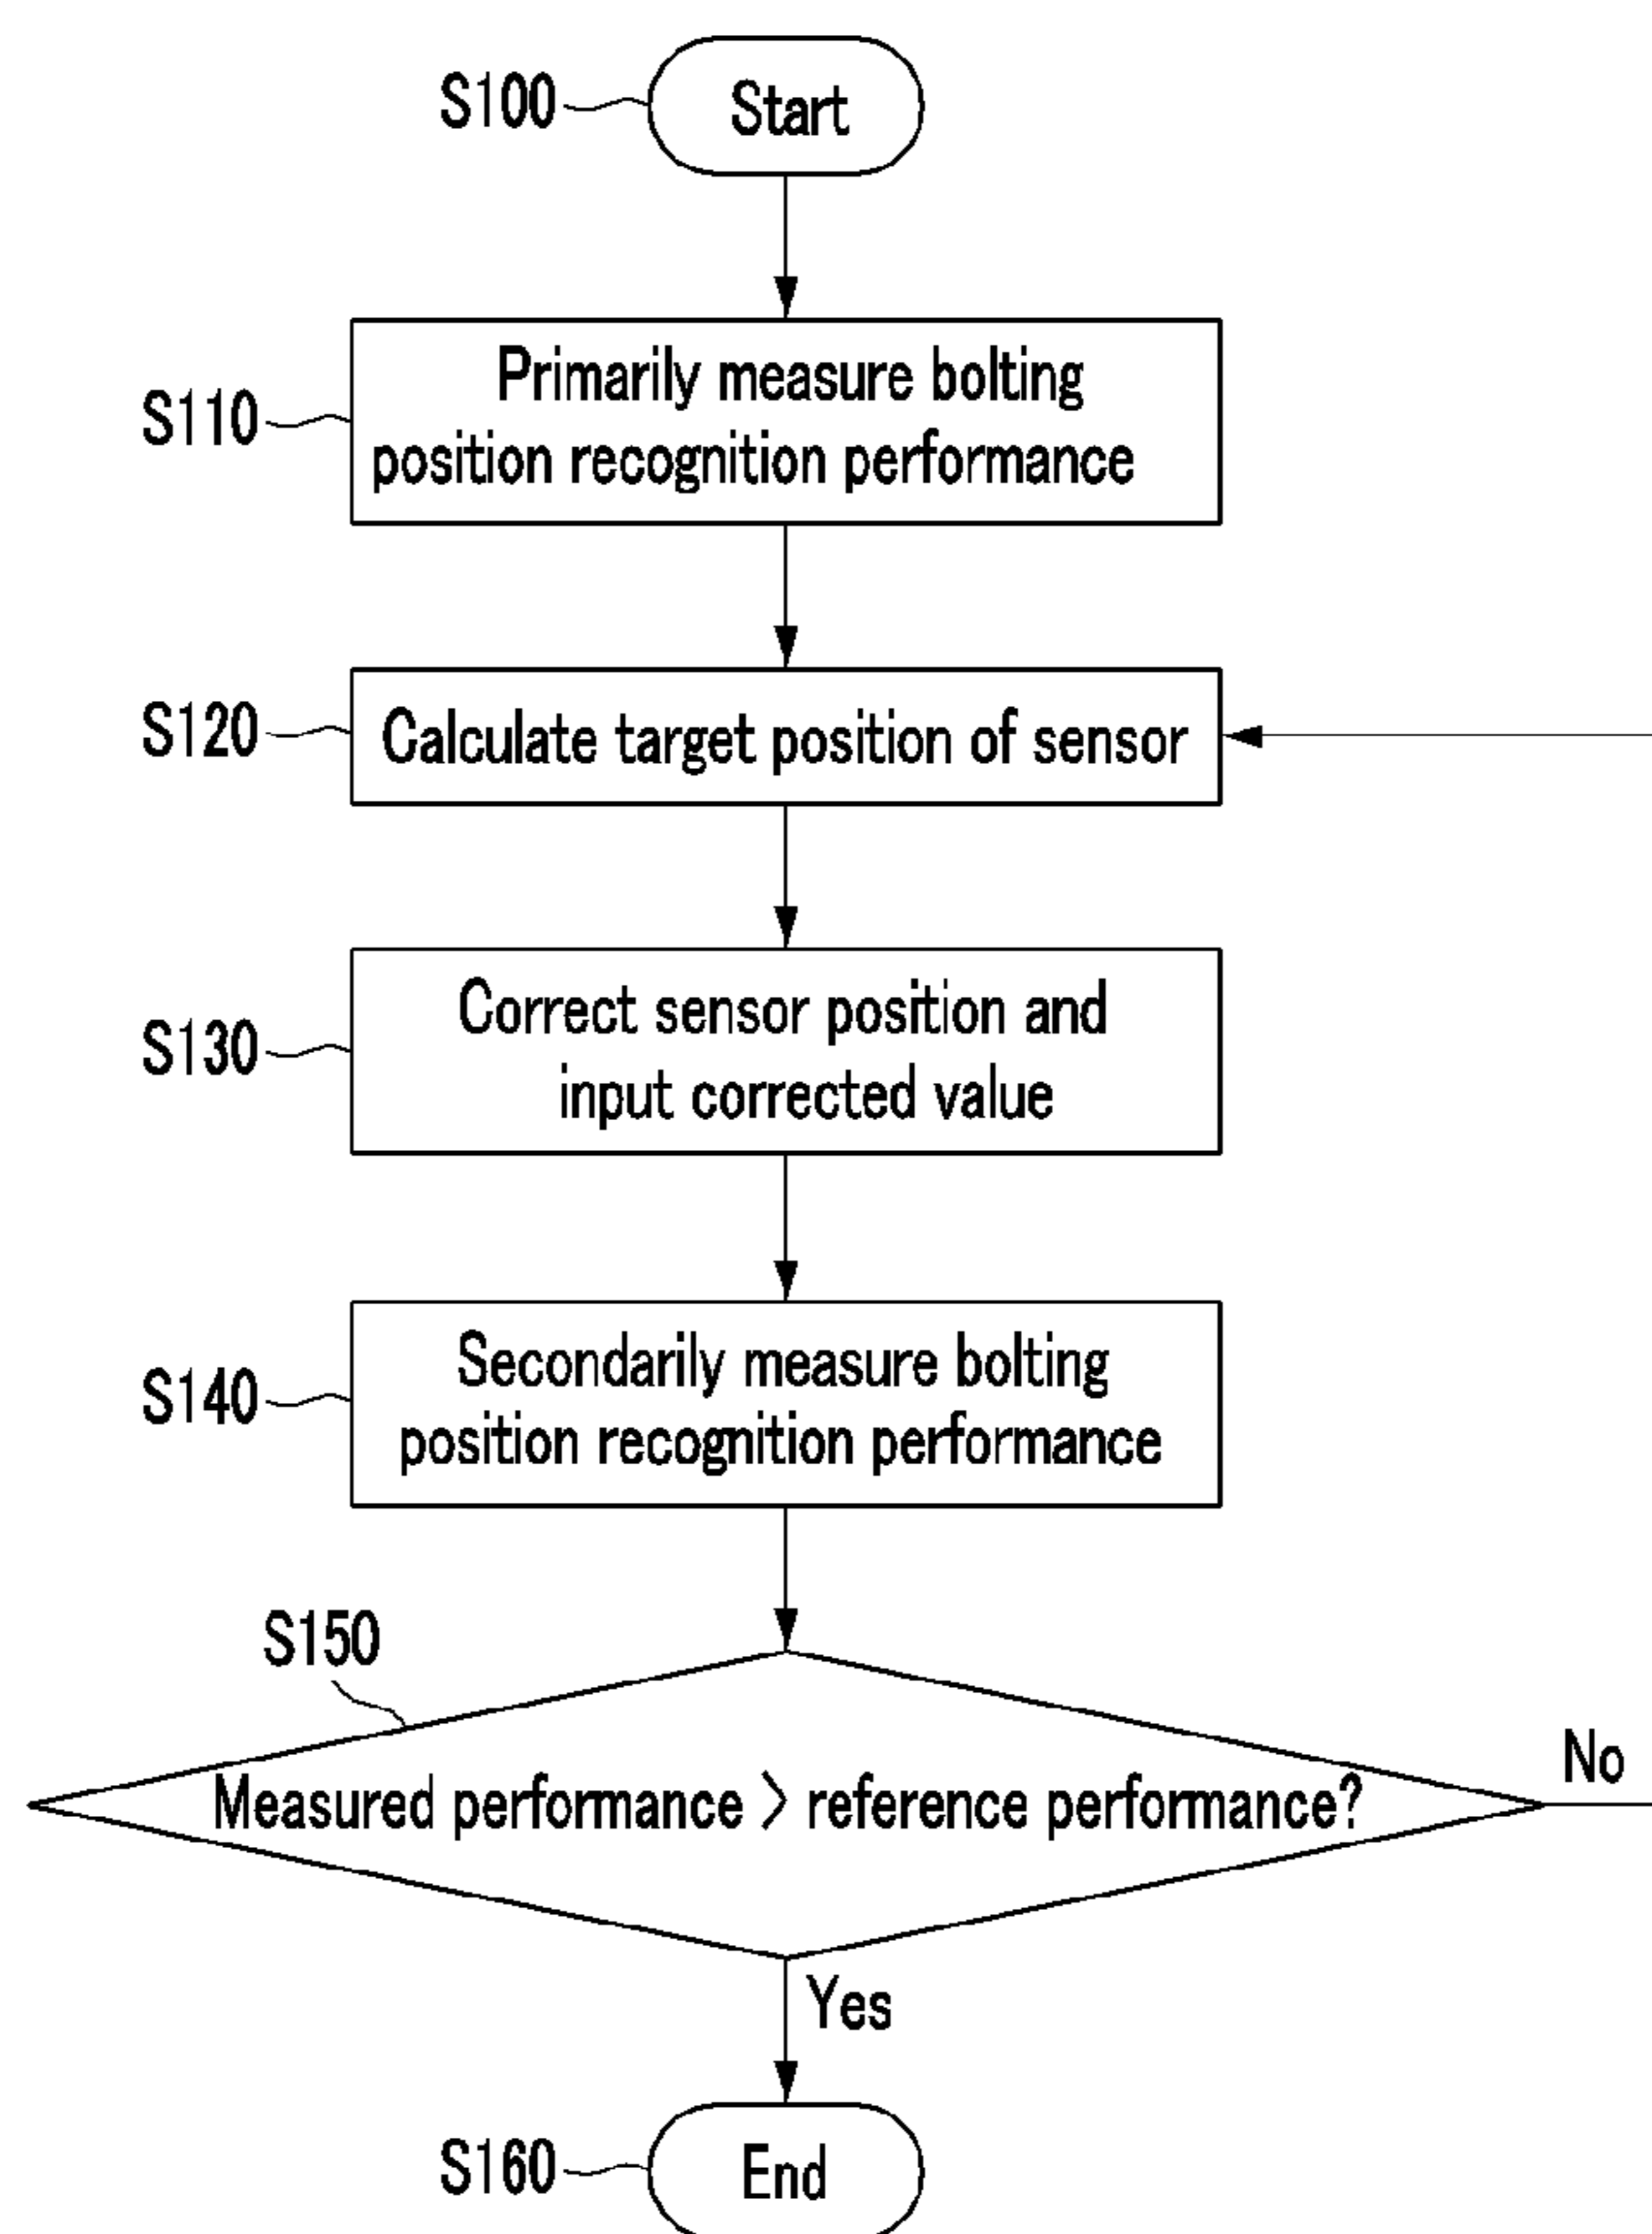 S100
Start
S110
Primarily measure bolting
position recognition performance
S120
Calculate target position of sensor
S130
Correct sensor position and
input corrected value
S140
Secondarily measure bolting
position recognition performance
S150
Measured performance > reference performance?
No
Yes
S160
End